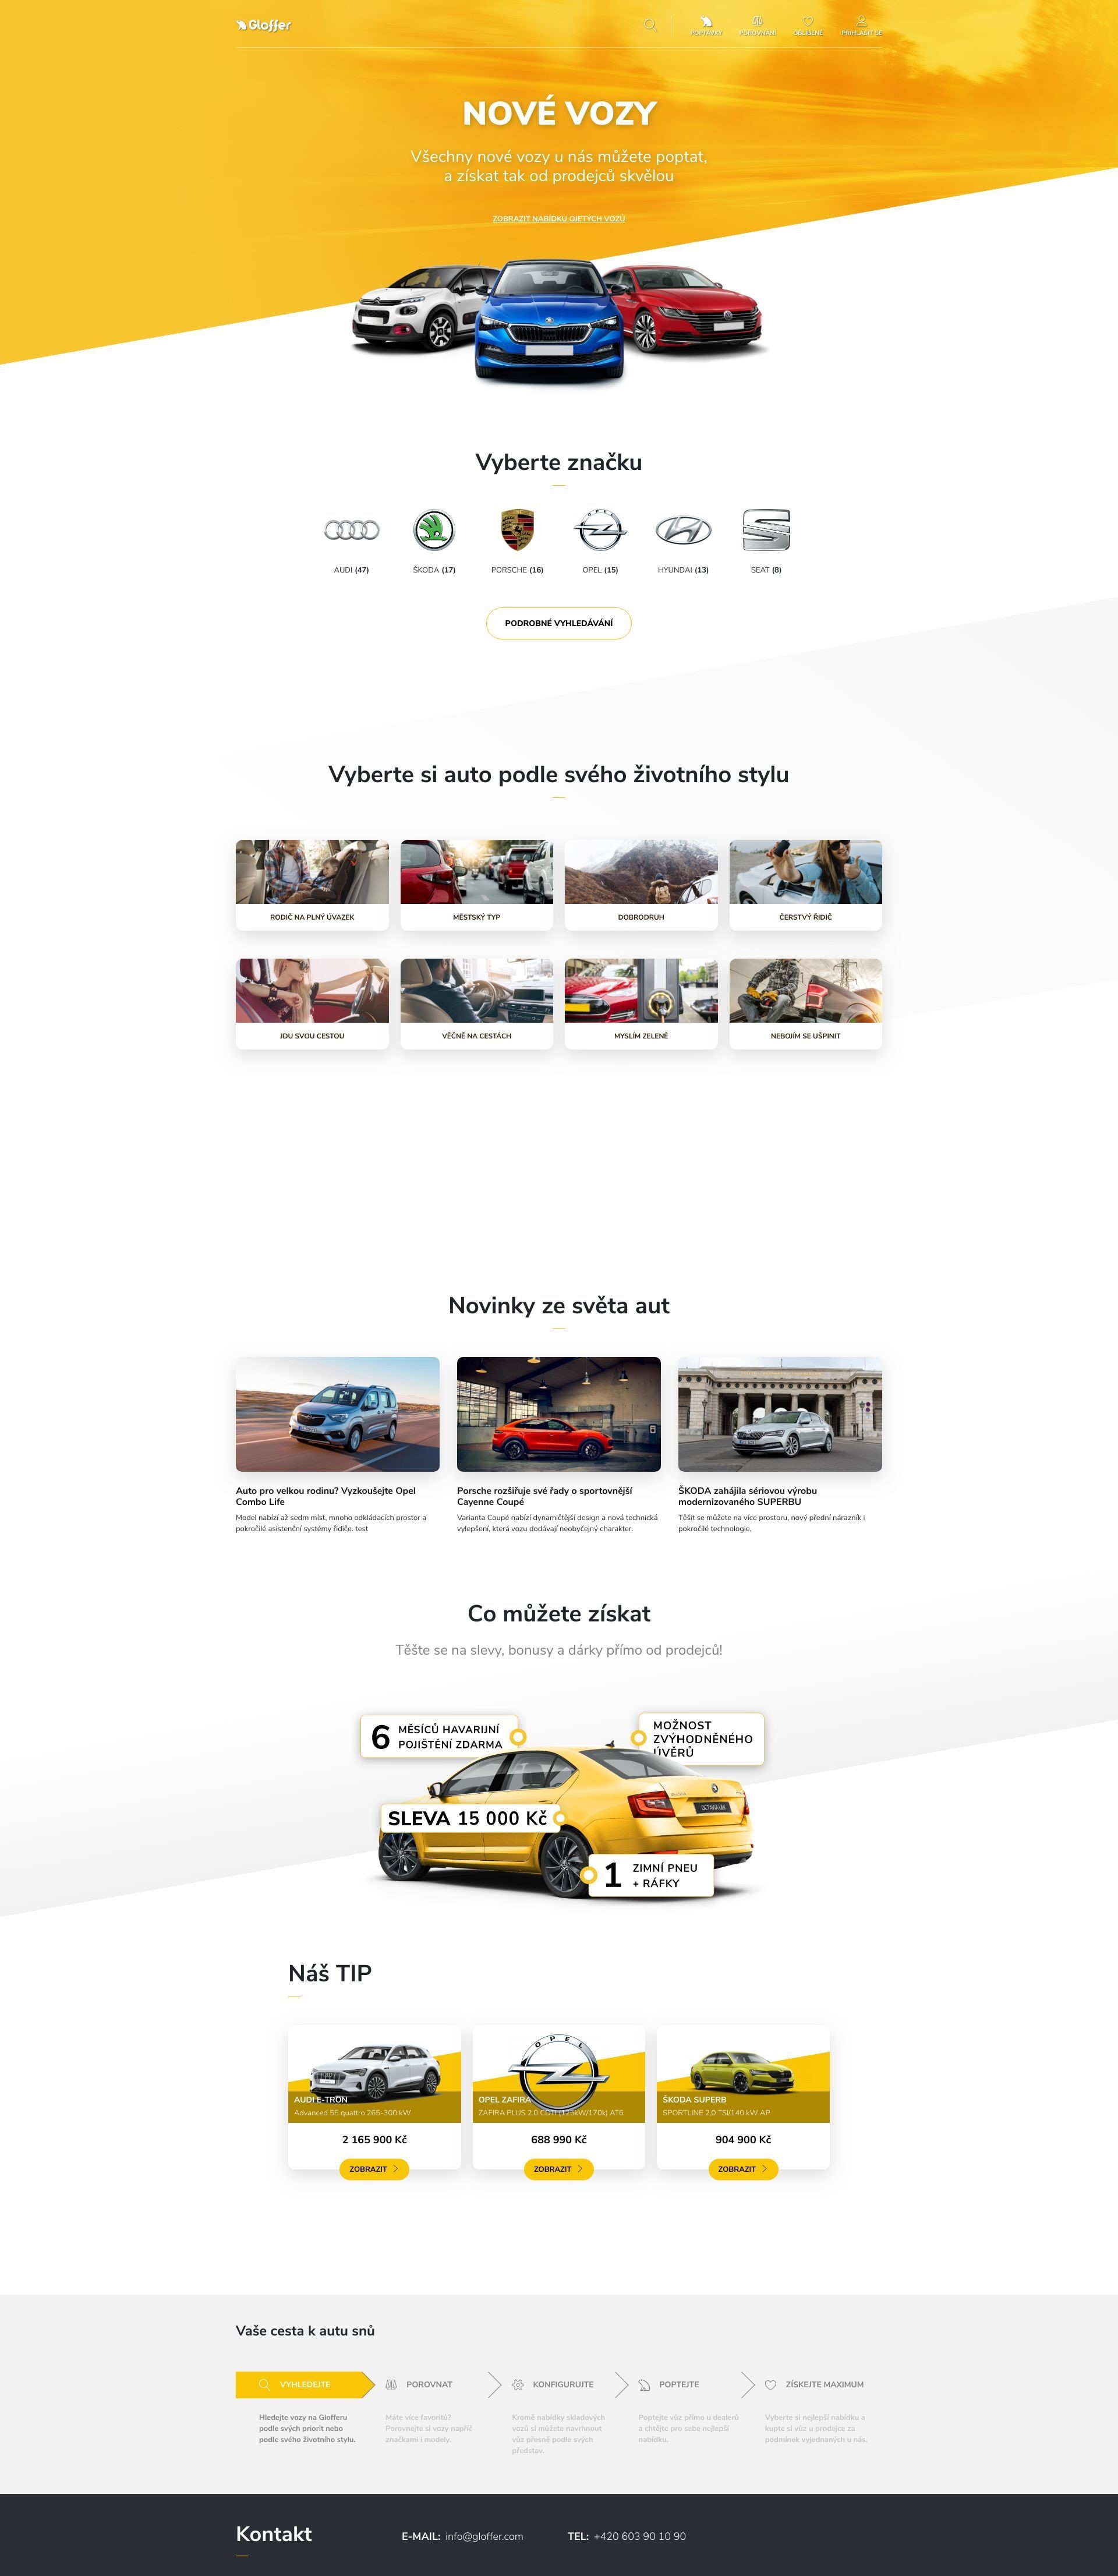 Gloffer
POPTÁVKY
POROVNÁNÍ
OBLÍBENÉ
PŘIHLÁSIT SE
NOVÉ VOZY
Všechny nové vozy u nás můžete poptat,
a získat tak od prodejců skvělou
ZOBRAZIT NABÍDKU OJETÝCH VOZŮ
Vyberte značku
OPEL
AUDI (47)
ŠKODA (17)
PORSCHE (16)
OPEL (15)
HYUNDAI (13)
SEAT (8)
PODROBNÉ VYHLEDÁVÁNÍ
Vyberte si auto podle svého životního stylu
RODIČ NA PLNÝ ÚVAZEK
MĚSTSKÝ TYP
DOBRODRUH
ČERSTVÝ ŘIDIČ
JDU SVOU CESTOU
VĚČNĚ NA CESTÁCH
MYSLÍM ZELENĚ
NEBOJÍM SE UŠPINIT
Novinky ze světa aut
Auto pro velkou rodinu? Vyzkoušejte Opel
Combo Life
Model nabízí až sedm míst, mnoho odkládacích prostor a
pokročilé asistenční systémy řidiče. test
Porsche rozšiřuje své řady o sportovnější
Cayenne Coupé
Varianta Coupé nabízí dynamičtější design a nová technická
vylepšení, která vozu dodávají neobyčejný charakter.
ŠKODA zahájila sériovou výrobu
modernizovaného SUPERBU
Těšit se můžete na více prostoru, nový přední nárazník i
pokročilé technologie.
Co můžete získat
Těšte se na slevy, bonusy a dárky přímo od prodejců!
6 MĚSÍCŮ HAVARIJNÍ
POJIŠTĚNÍ ZDARMA
MOŽNOST
ZVÝHODNĚNÉHO
ÚVĚRŮ
SLEVA 15 000 Kč
1 ZIMNÍ PNEU
+ RÁFKY
Náš TIP
AUDI E-TRON
Advanced 55 quattro 265-300 kW
2 165 900 Kč
ZOBRAZIT
OPEL
OPEL ZAFIRA
ZAFIRA PLUS 2.0 CDTI (125kW/170k) AT6
688 990 Kč
ZOBRAZIT
ŠKODA SUPERB
SPORTLINE 2,0 TSI/140 kW AP
904 900 Kč
ZOBRAZIT
Vaše cesta k autu snů
VYHLEDEJTE
Hledejte vozy na Glofferu
podle svých priorit nebo
podle svého životního stylu.
POROVNAT
Máte více favoritů?
Porovnejte si vozy napříč
značkami i modely.
KONFIGURUJTE
Kromě nabídky skladových
vozů si můžete navrhnout
vůz přesně podle svých
představ.
POPTEJTE
Poptejte vůz přímo u dealerů
a chtějte pro sebe nejlepší
nabídku.
ZÍSKEJTE MAXIMUM
Vyberte si nejlepší nabídku a
kupte si vůz u prodejce za
podmínek vyjednaných u nás.
Kontakt
E-MAIL: info@gloffer.com
TEL: +420 603 90 10 90